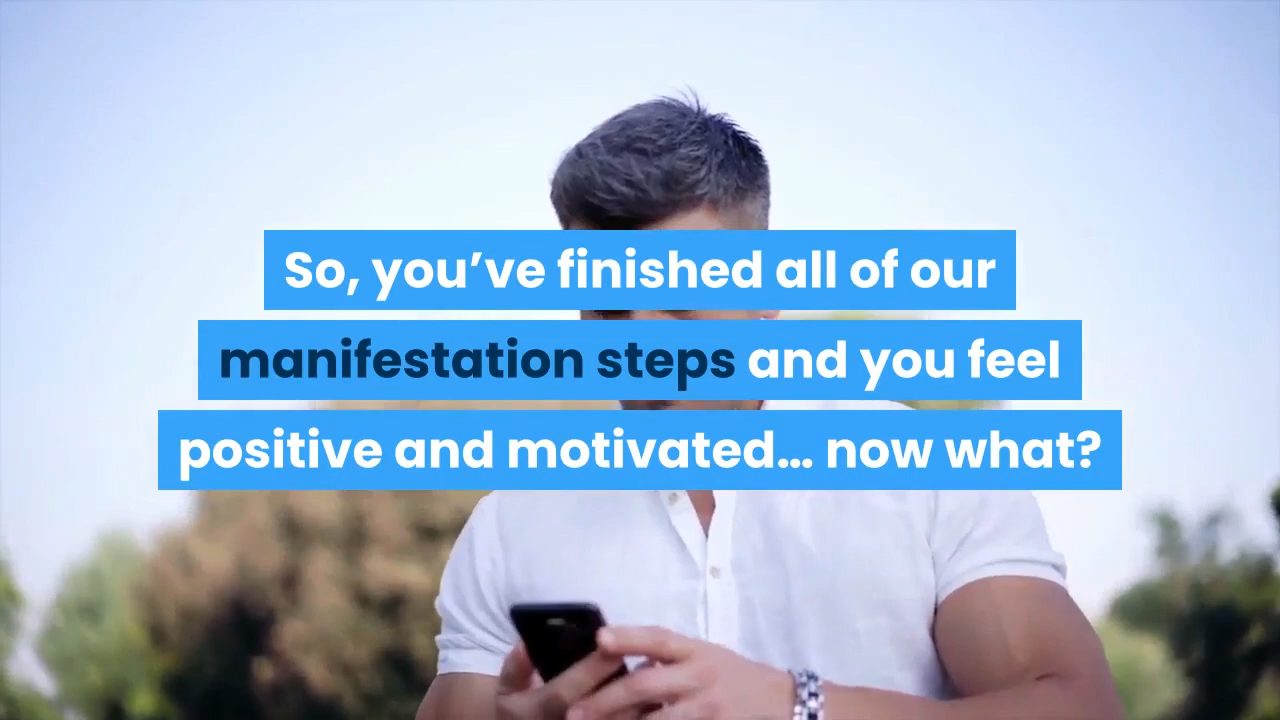 So, you’ve finished all of our
manifestation steps and you feel
positive and motivated… now what?